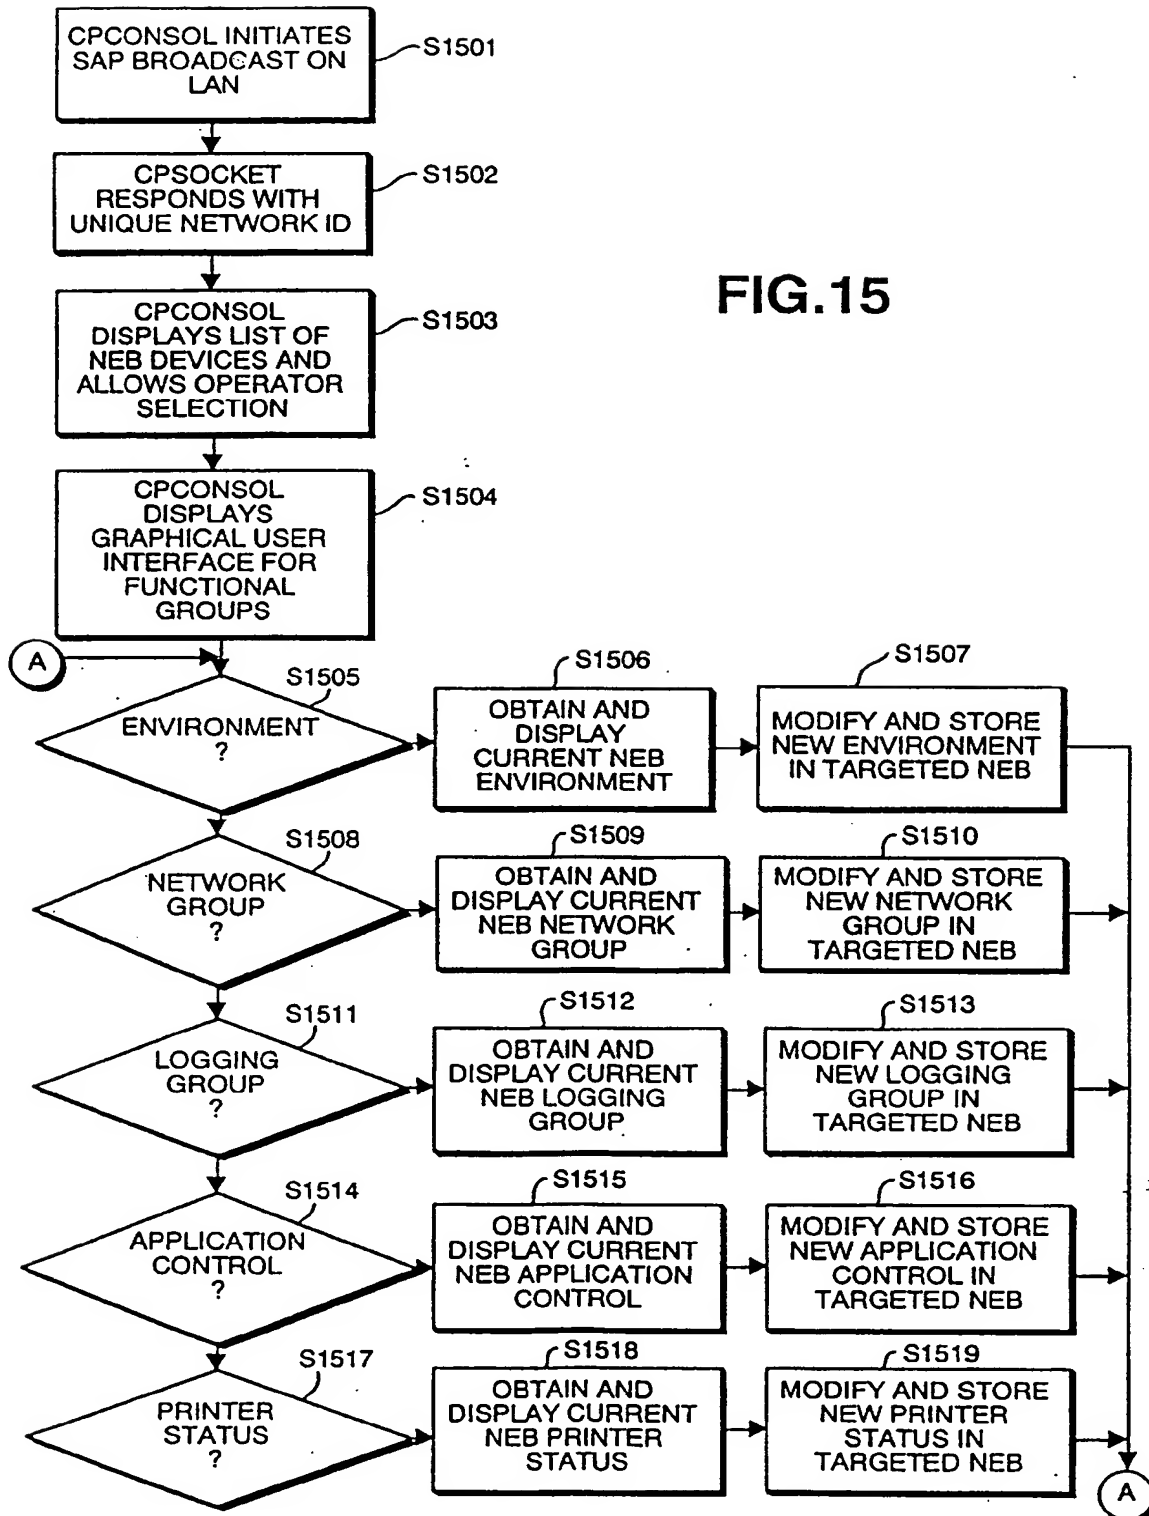 CPCONSOL INITIATES
SAP BROADCAST ON
LAN
S1501
CPSOCKET
RESPONDS WITH
UNIQUE NETWORK ID
S1502
CPCONSOL
DISPLAYS LIST OF
NEB DEVICES AND
ALLOWS OPERATOR
SELECTION
S1503
FIG.15
CPCONSOL
DISPLAYS
GRAPHICAL USER
INTERFACE FOR
FUNCTIONAL
GROUPS
S1504
A
ENVIRONMENT
?
S1505
S1506
OBTAIN AND
DISPLAY
CURRENT NEB
ENVIRONMENT
S1507
MODIFY AND STORE
NEW ENVIRONMENT
IN TARGETED NEB
NETWORK
GROUP
?
S1508
S1509
OBTAIN AND
DISPLAY CURRENT
NEB NETWORK
GROUP
S1510
MODIFY AND STORE
NEW NETWORK
GROUP IN
TARGETED NEB
LOGGING
GROUP
?
S1511
S1512
OBTAIN AND
DISPLAY CURRENT
NEB LOGGING
GROUP
S1513
MODIFY AND STORE
NEW LOGGING
GROUP IN
TARGETED NEB
APPLICATION
CONTROL
?
S1514
S1515
OBTAIN AND
DISPLAY CURRENT
NEB APPLICATION
CONTROL
S1516
MODIFY AND STORE
NEW APPLICATION
CONTROL IN
TARGETED NEB
PRINTER
STATUS
?
S1517
S1518
OBTAIN AND
DISPLAY CURRENT
NEB PRINTER
STATUS
S1519
MODIFY AND STORE
NEW PRINTER
STATUS IN
TARGETED NEB
A